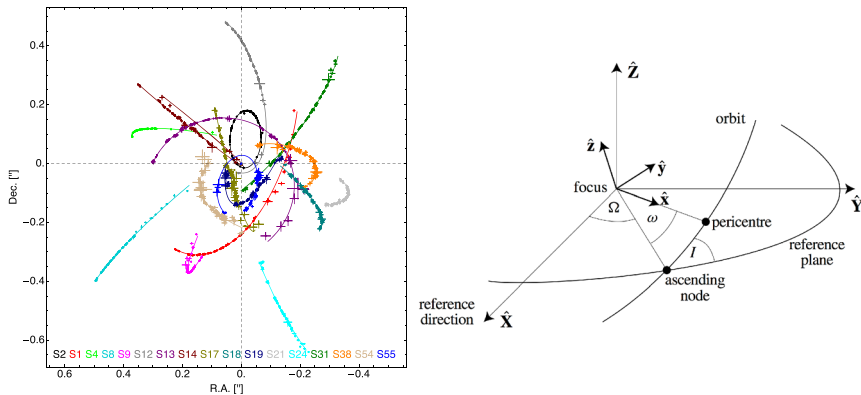 0.4
0.2
0.
−0.2
−0.4
−0.6
Dec. ["]
S2 S1 S4 S8 S9 S12 S13 S14 S17 S18 S19 S21 S24 S31 S38 S54 S55
0.6 0.4 0.2 0. −0.2 −0.4
R.A. ["]
Ẑ
orbit
ẑ
ŷ
focus
x̂
Ω
ω
Ŷ
pericentre
I
reference
plane
ascending
node
reference
direction
X̂